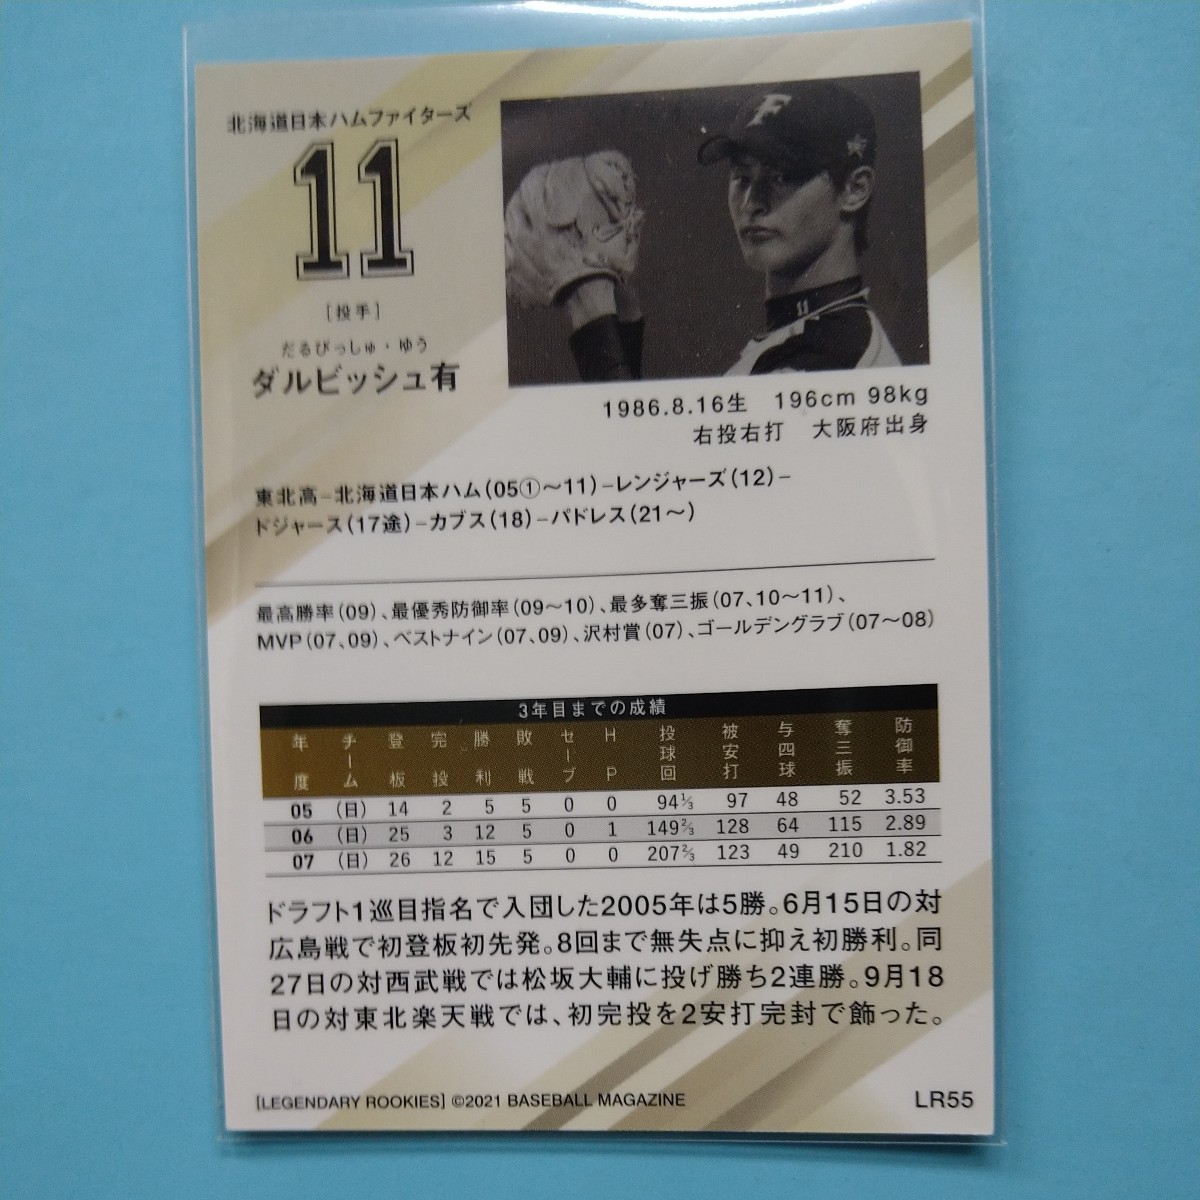 北海道日本ハムファイターズ
11
[投手]
だるびっしゅ・ゆう
ダルビッシュ有
F
11
1986.8.16生 196cm 98kg
右投右打 大阪府出身
東北高–北海道日本ハム(05①〜11)–レンジャーズ(12)–
ドジャース(17途)–カブス(18)–パドレス(21〜)
最高勝率(09)、最優秀防御率(09〜10)、最多奪三振(07、10〜11)、
MVP(07、09)、ベストナイン(07、09)、沢村賞(07)、ゴールデングラブ(07〜08)
3年目までの成績
年度 チーム 登板 完投 勝利 敗戦 セーブ HP 投球回 被安打 与四球 奪三振 防御率
05 (日) 14 2 5 5 0 0 94⅓ 97 48 52 3.53
06 (日) 25 3 12 5 0 1 149⅔ 128 64 115 2.89
07 (日) 26 12 15 5 0 0 207⅔ 123 49 210 1.82
ドラフト1巡目指名で入団した2005年は5勝。6月15日の対
広島戦で初登板初先発。8回まで無失点に抑え初勝利。同
27日の対西武戦では松坂大輔に投げ勝ち2連勝。9月18
日の対東北楽天戦では、初完投を2安打完封で飾った。
[LEGENDARY ROOKIES] ©2021 BASEBALL MAGAZINE
LR55